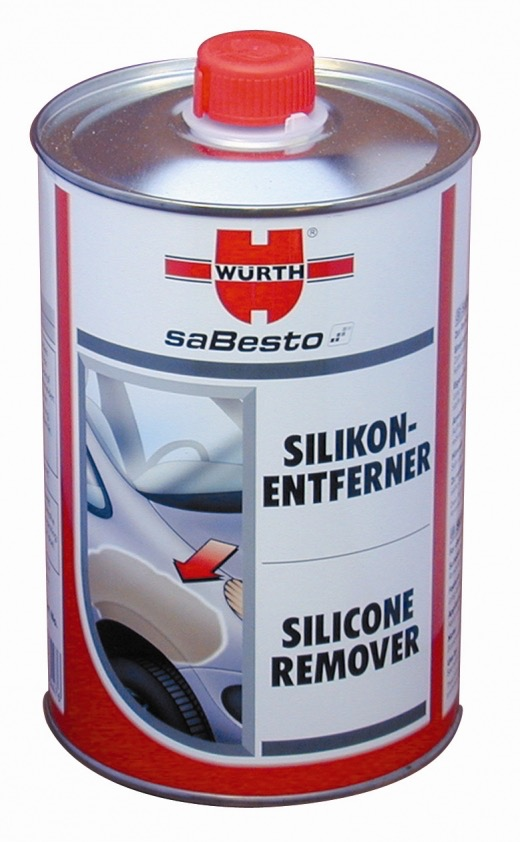 WÜRTH
®
saBesto
SILIKON-
ENTFERNER
SILICONE
REMOVER